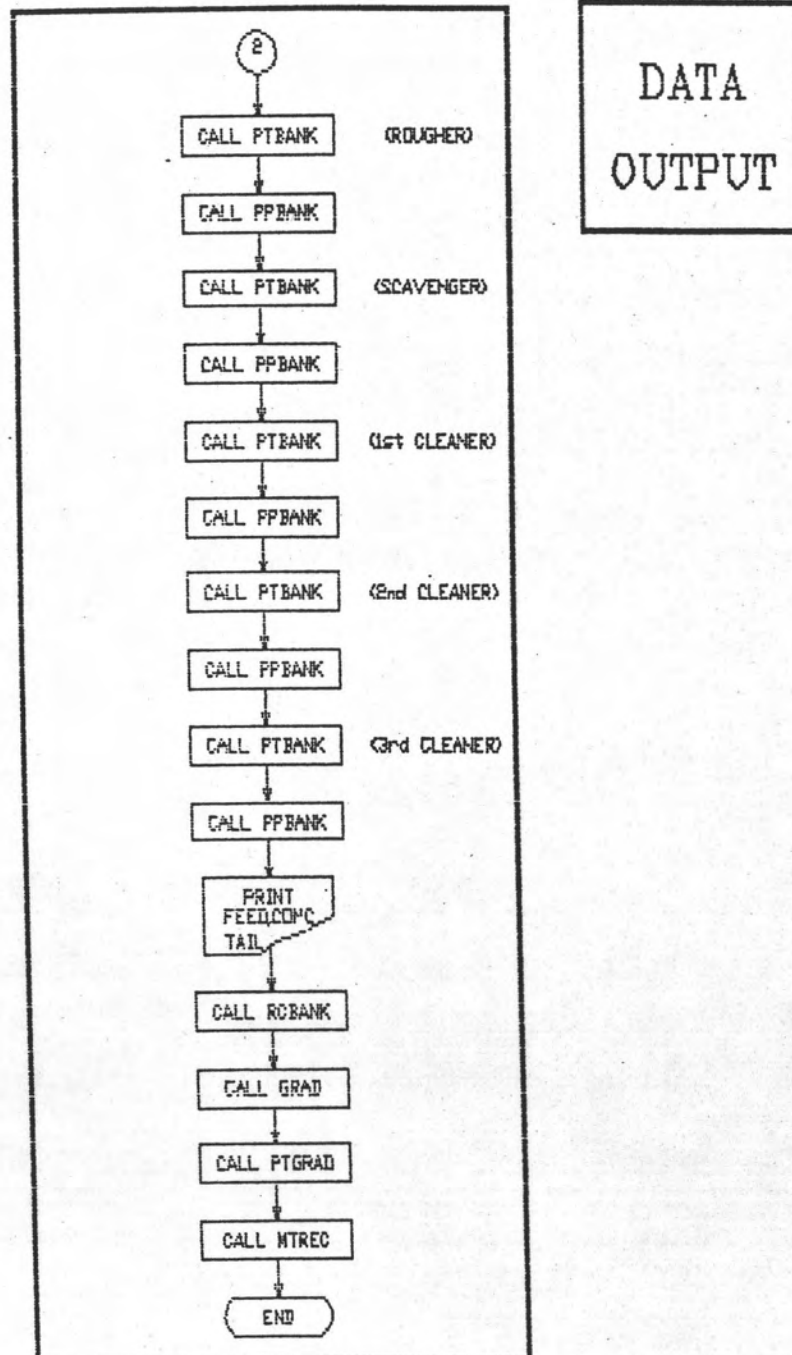 2
DATA
OUTPUT
CALL PTBANK (ROUGHER)
CALL PPBANK
CALL PTBANK (SCAVENGER)
CALL PPBANK
CALL PTBANK (1st CLEANER)
CALL PPBANK
CALL PTBANK (2nd CLEANER)
CALL PPBANK
CALL PTBANK (3rd CLEANER)
CALL PPBANK
PRINT
FEED,CONC
TAIL
CALL RCBANK
CALL GRAD
CALL PTGRAD
CALL MTREC
END